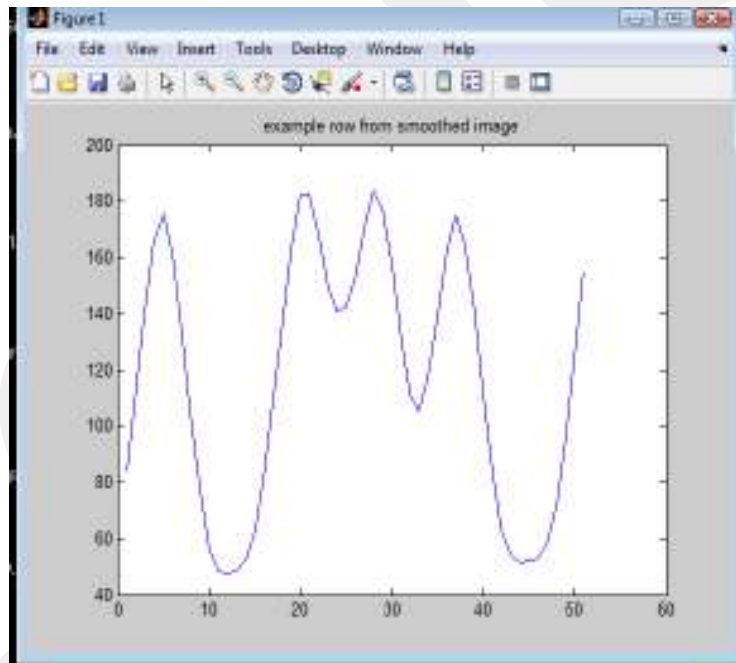 Figure 1
File Edit View Insert Tools Desktop Window Help
example row from smoothed image
200
180
160
140
120
100
80
60
40
0 10 20 30 40 50 60